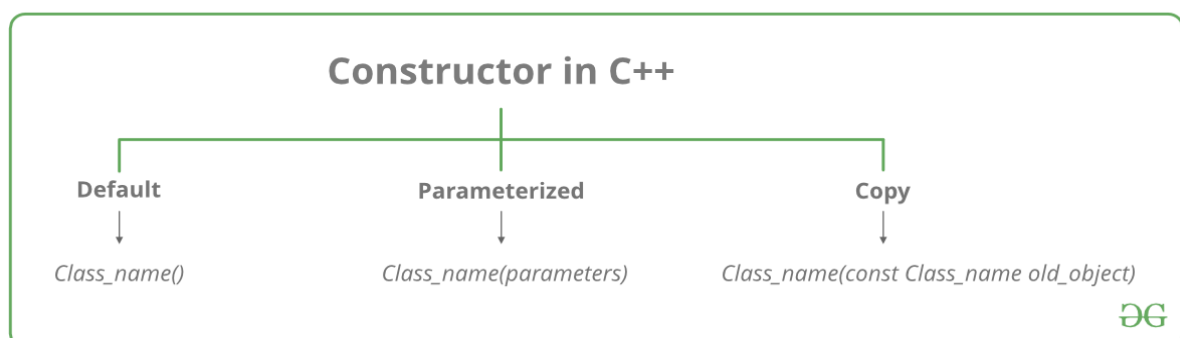 Constructor in C++
Default
Parameterized
Copy
Class_name()
Class_name(parameters)
Class_name(const Class_name old_object)